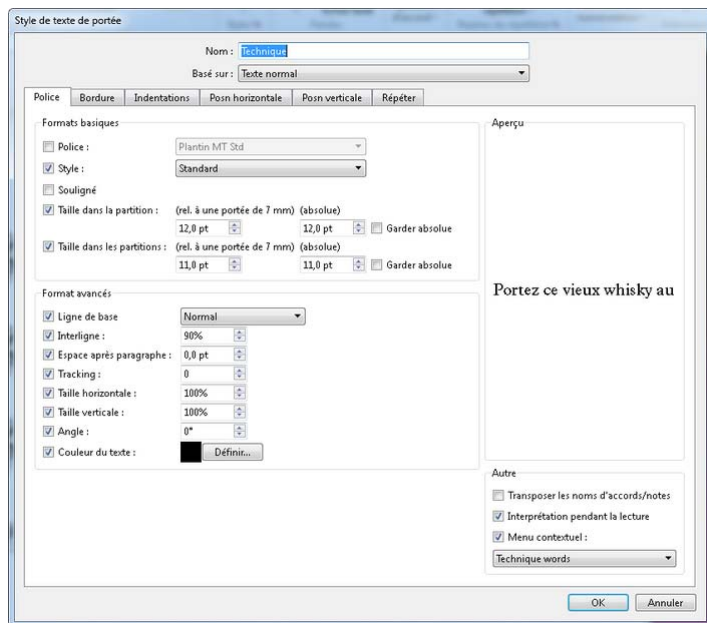 Style de texte de portée
Nom : Technique
Basé sur : Texte normal
Police Bordure Indentations Posn horizontale Posn verticale Répéter
Formats basiques
Police : Plantin MT Std
Style : Standard
Souligné
Taille dans la partition : (rel. à une portée de 7 mm) (absolue)
12,0 pt 12,0 pt Garder absolue
Taille dans les partitions : (rel. à une portée de 7 mm) (absolue)
11,0 pt 11,0 pt Garder absolue
Format avancés
Ligne de base Normal
Interligne : 90%
Espace après paragraphe : 0,0 pt
Tracking : 0
Taille horizontale : 100%
Taille verticale : 100%
Angle : 0°
Couleur du texte : Définir...
Aperçu
Portez ce vieux whisky au
Autre
Transposer les noms d'accords/notes
Interprétation pendant la lecture
Menu contextuel :
Technique words
OK Annuler